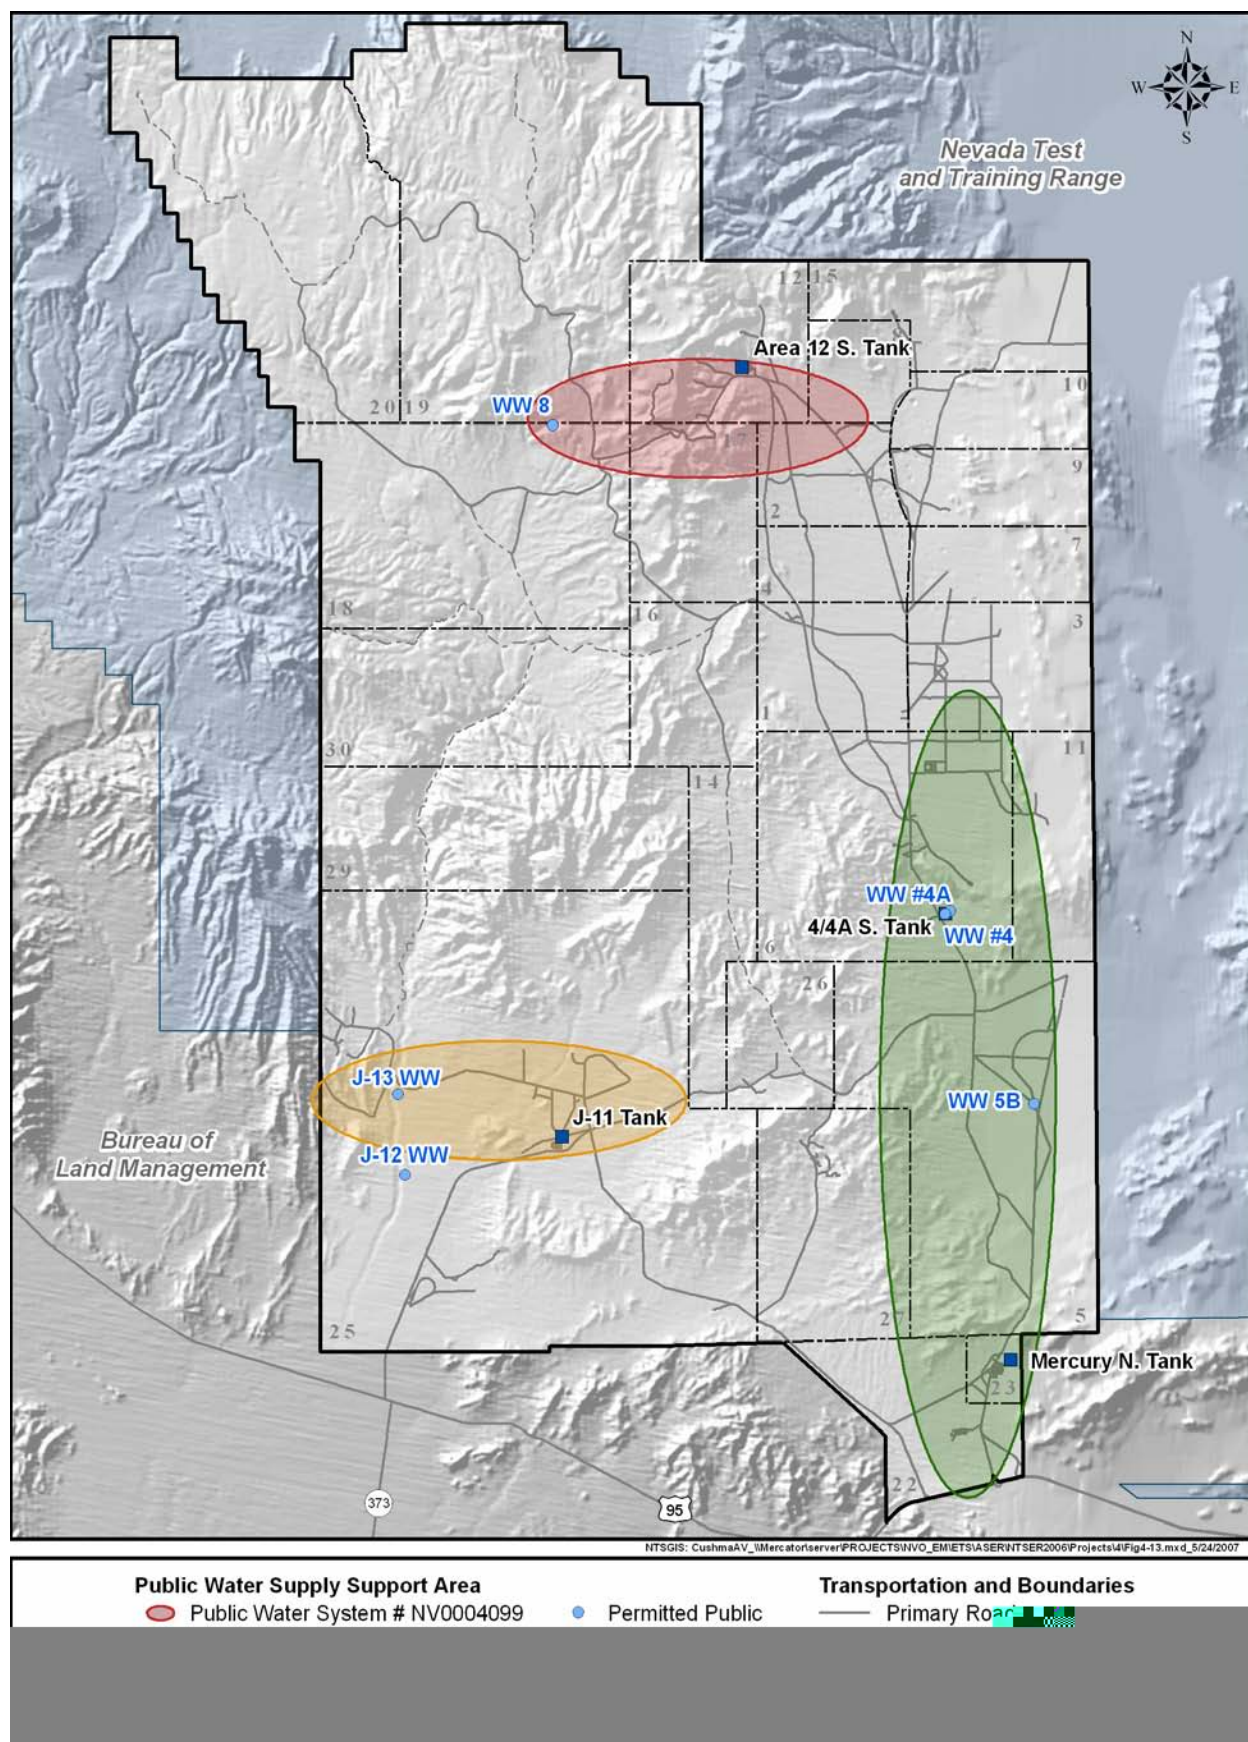 N
W E
S
Nevada Test
and Training Range
12 15
Area 12 S. Tank
10
20 19
WW 8
17
9
2
7
4
18
16
3
1
30
11
14
29
WW #4A
4/4A S. Tank
WW #4
6
26
J-13 WW
WW 5B
J-11 Tank
Bureau of
Land Management
J-12 WW
25
27
5
Mercury N. Tank
23
22
373
95
NTSGIS: CushmaAV_\\Mercator\server\PROJECTS\NVO_EM\ETS\ASER\NTSER2006\Projects\4\Fig4-13.mxd_5/24/2007
Public Water Supply Support Area
Transportation and Boundaries
Public Water System # NV0004099
Permitted Public
Primary